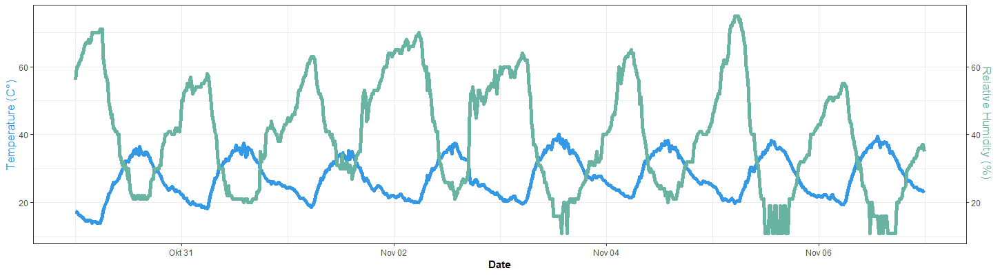 Temperature (C°)
60
40
20
60
40
20
Relative Humidity (%)
Okt 31
Nov 02
Nov 04
Nov 06
Date